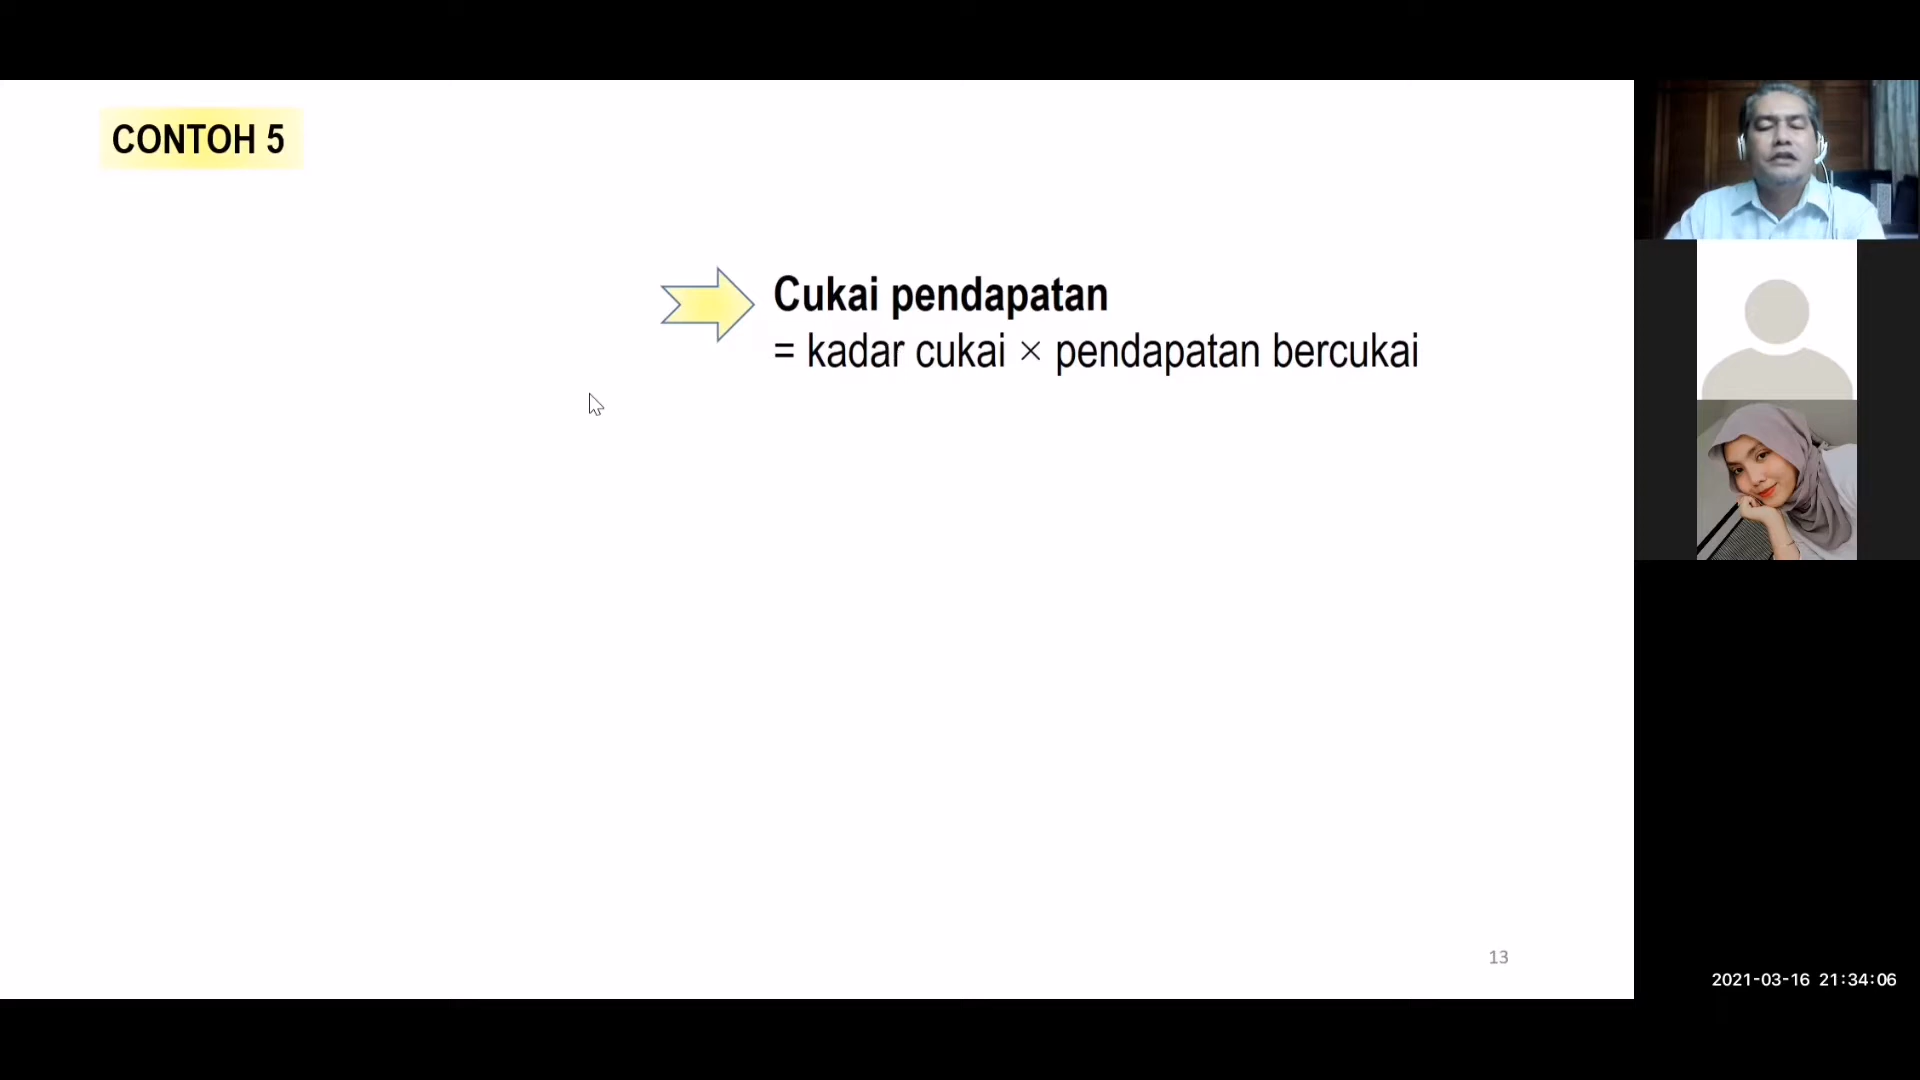 CONTOH 5
Cukai pendapatan
= kadar cukai × pendapatan bercukai
13
2021-03-16 21:34:06